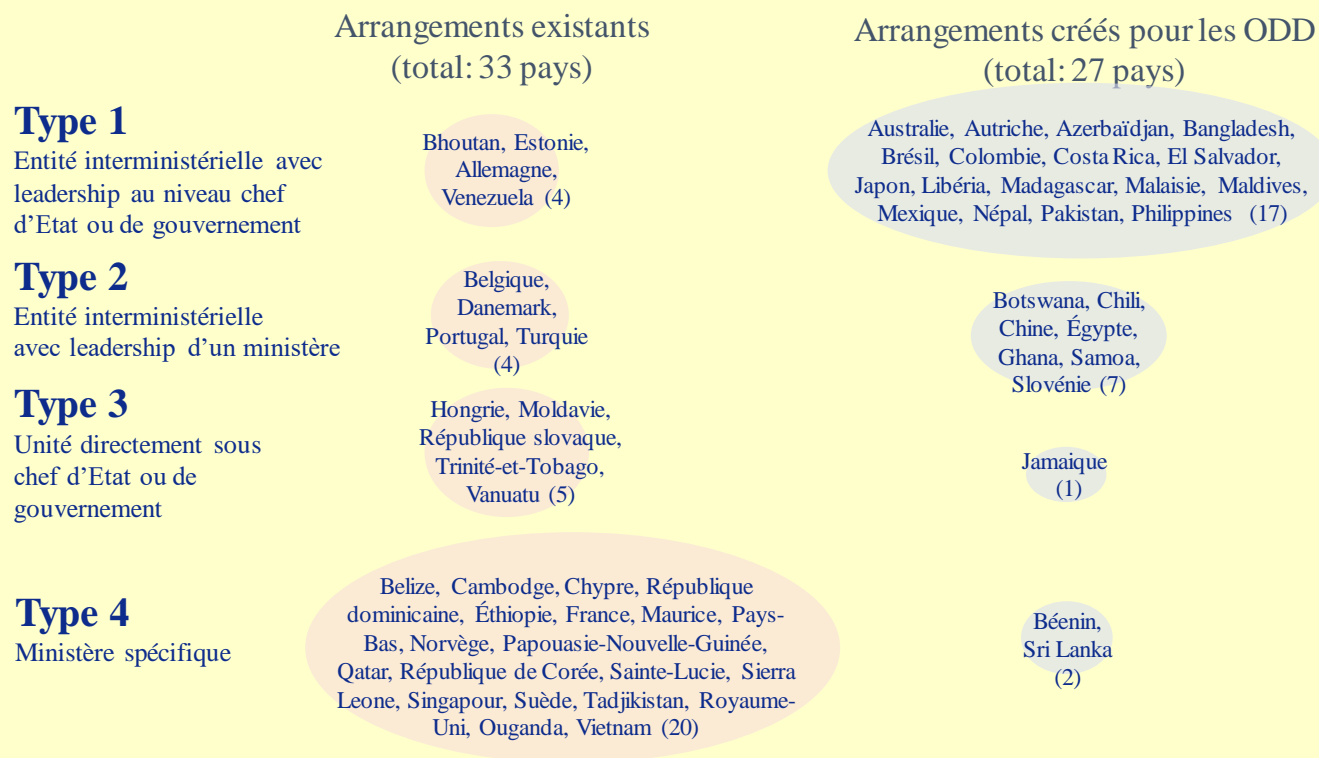 Arrangements existants
(total: 33 pays)
Arrangements créés pour les ODD
(total: 27 pays)
Type 1
Entité interministérielle avec
leadership au niveau chef
d'Etat ou de gouvernement
Bhoutan, Estonie,
Allemagne,
Venezuela (4)
Australie, Autriche, Azerbaïdjan, Bangladesh,
Brésil, Colombie, Costa Rica, El Salvador,
Japon, Libéria, Madagascar, Malaisie, Maldives,
Mexique, Népal, Pakistan, Philippines (17)
Type 2
Entité interministérielle
avec leadership d'un ministère
Belgique,
Danemark,
Portugal, Turquie
(4)
Botswana, Chili,
Chine, Égypte,
Ghana, Samoa,
Slovénie (7)
Type 3
Unité directement sous
chef d'Etat ou de
gouvernement
Hongrie, Moldavie,
République slovaque,
Trinité-et-Tobago,
Vanuatu (5)
Jamaique
(1)
Type 4
Ministère spécifique
Belize, Cambodge, Chypre, République
dominicaine, Éthiopie, France, Maurice, Pays-
Bas, Norvège, Papouasie-Nouvelle-Guinée,
Qatar, République de Corée, Sainte-Lucie, Sierra
Leone, Singapour, Suède, Tadjikistan, Royaume-
Uni, Ouganda, Vietnam (20)
Béenin,
Sri Lanka
(2)